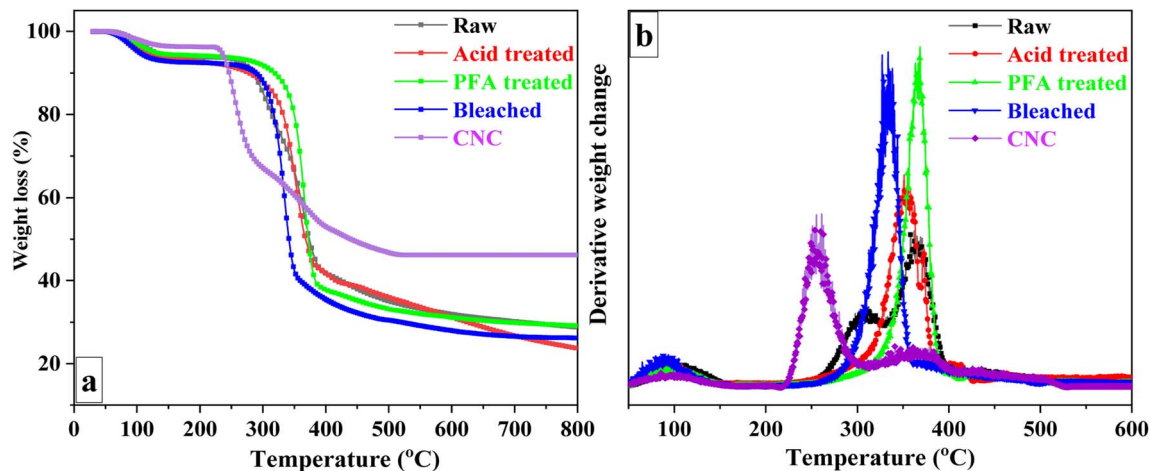 100
80
60
40
20
Weight loss (%)
a
Raw
Acid treated
PFA treated
Bleached
CNC
0 100 200 300 400 500 600 700 800
Temperature (°C)
b
Derivative weight change
Raw
Acid treated
PFA treated
Bleached
CNC
100 200 300 400 500 600
Temperature (°C)